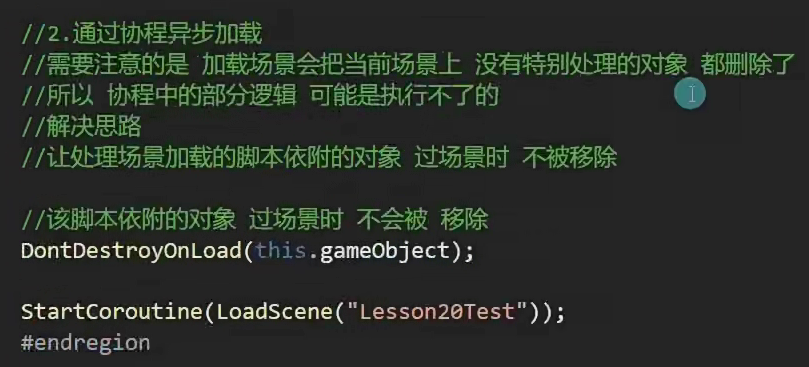 //2.通过协程异步加载
//需要注意的是 加载场景会把当前场景上 没有特别处理的对象 都删除了
//所以 协程中的部分逻辑 可能是执行不了的
//解决思路
//让处理场景加载的脚本依附的对象 过场景时 不被移除
//该脚本依附的对象 过场景时 不会被 移除
DontDestroyOnLoad(this.gameObject);
StartCoroutine(LoadScene("Lesson20Test"));
#endregion